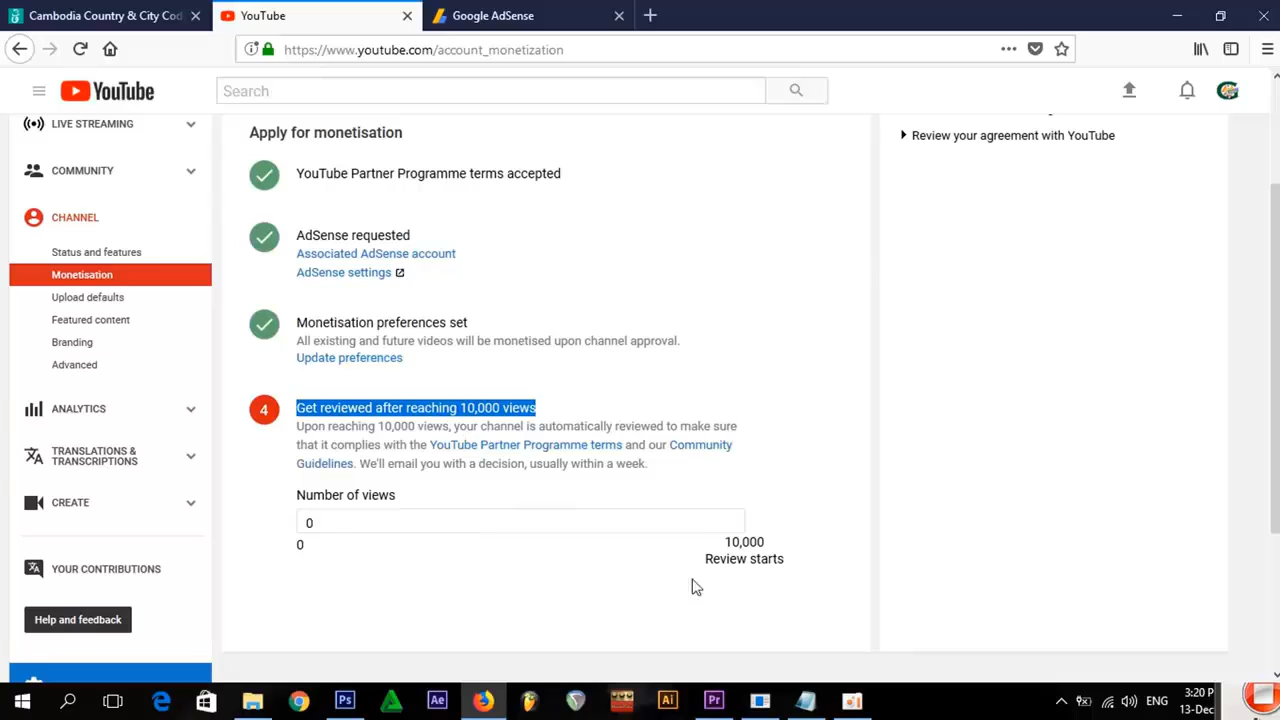 Cambodia Country & City Cod
YouTube
Google AdSense
https://www.youtube.com/account_monetization
YouTube
Search
LIVE STREAMING
COMMUNITY
CHANNEL
Status and features
Monetisation
Upload defaults
Featured content
Branding
Advanced
ANALYTICS
TRANSLATIONS &
TRANSCRIPTIONS
CREATE
YOUR CONTRIBUTIONS
Help and feedback
Apply for monetisation
YouTube Partner Programme terms accepted
AdSense requested
Associated AdSense account
AdSense settings
Monetisation preferences set
All existing and future videos will be monetised upon channel approval.
Update preferences
4
Get reviewed after reaching 10,000 views
Upon reaching 10,000 views, your channel is automatically reviewed to make sure
that it complies with the YouTube Partner Programme terms and our Community
Guidelines. We'll email you with a decision, usually within a week.
Number of views
0
0
10,000
Review starts
Review your agreement with YouTube
Ps
Ae
Ai
Pr
ENG
3:20 P
13-Dec